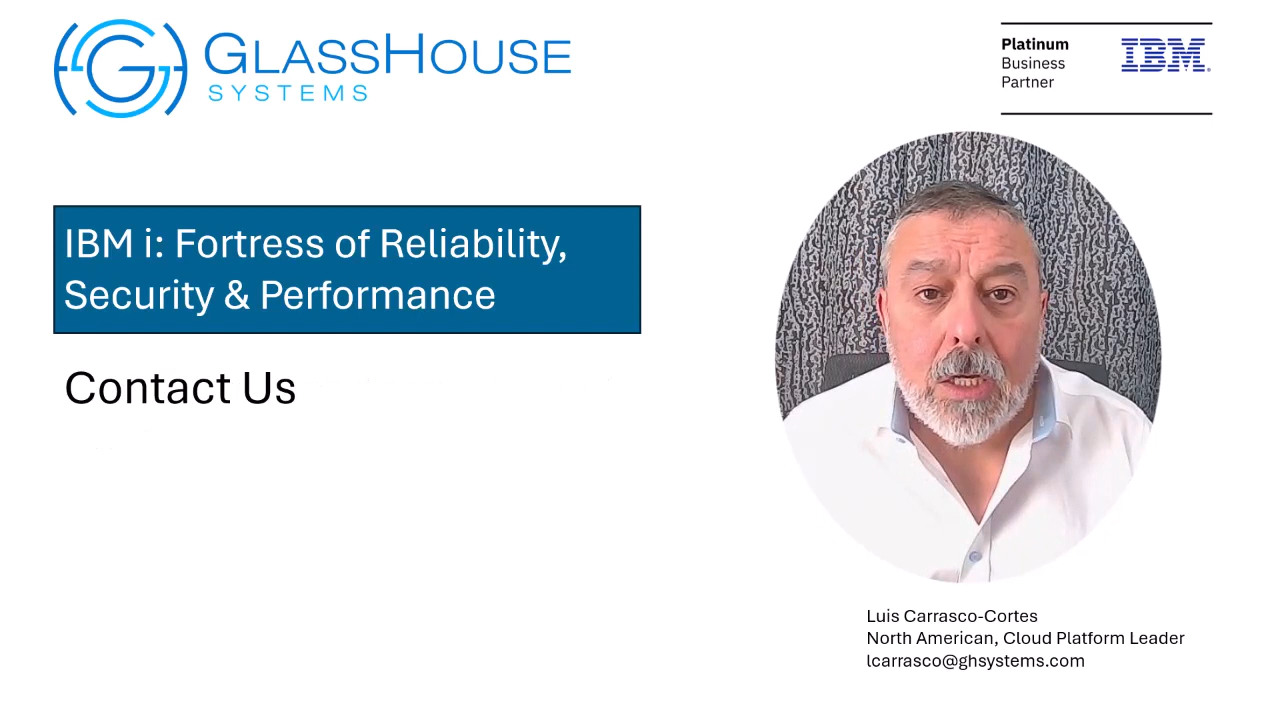 GLASSHOUSE
SYSTEMS
Platinum
Business
Partner
IBM
IBM i: Fortress of Reliability,
Security & Performance
Contact Us
Luis Carrasco-Cortes
North American, Cloud Platform Leader
lcarrasco@ghsystems.com